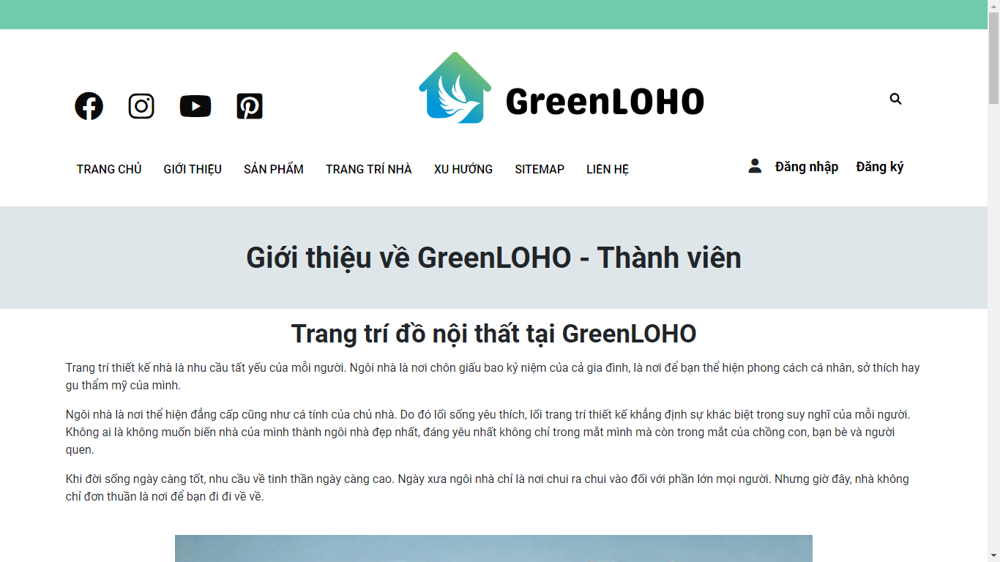 GreenLOHO
TRANG CHỦ GIỚI THIỆU SẢN PHẨM TRANG TRÍ NHÀ XU HƯỚNG SITEMAP LIÊN HỆ Đăng nhập Đăng ký
Giới thiệu về GreenLOHO - Thành viên
Trang trí đồ nội thất tại GreenLOHO
Trang trí thiết kế nhà là nhu cầu tất yếu của mỗi người. Ngôi nhà là nơi chôn giấu bao kỷ niệm của cả gia đình, là nơi để bạn thể hiện phong cách cá nhân, sở thích hay
gu thẩm mỹ của mình.
Ngôi nhà là nơi thể hiện đẳng cấp cũng như cá tính của chủ nhà. Do đó lối sống yêu thích, lối trang trí thiết kế khẳng định sự khác biệt trong suy nghĩ của mỗi người.
Không ai là không muốn biến nhà của mình thành ngôi nhà đẹp nhất, đáng yêu nhất không chỉ trong mắt mình mà còn trong mắt của chồng con, bạn bè và người
quen.
Khi đời sống ngày càng tốt, nhu cầu về tinh thần ngày càng cao. Ngày xưa ngôi nhà chỉ là nơi chui ra chui vào đối với phần lớn mọi người. Nhưng giờ đây, nhà không
chỉ đơn thuần là nơi để bạn đi đi về về.